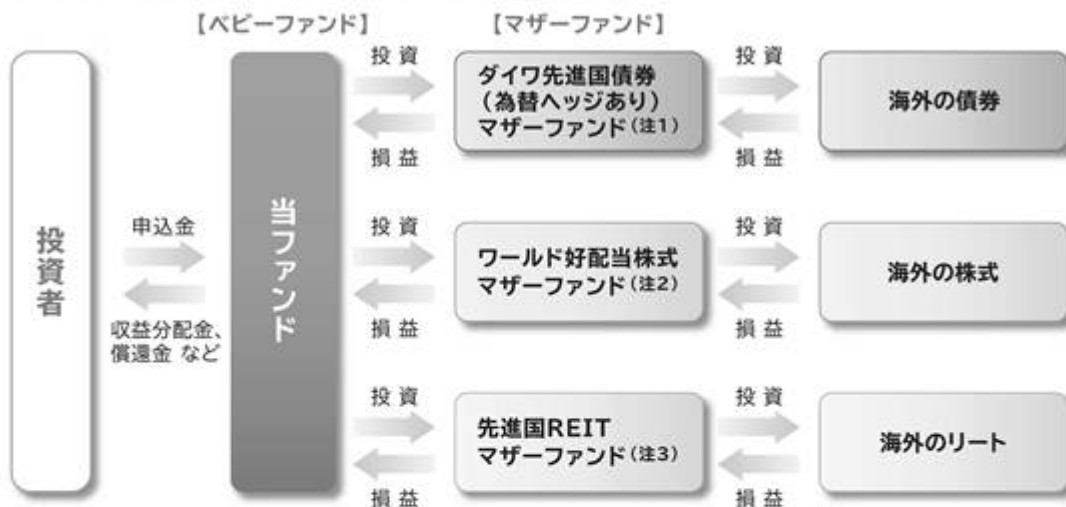 【ベビーファンド】
【マザーファンド】
投資者
申込金
収益分配金、
償還金 など
当ファンド
投 資
損 益
ダイワ先進国債券
(為替ヘッジあり)
マザーファンド(注1)
投 資
損 益
海外の債券
投 資
損 益
ワールド好配当株式
マザーファンド(注2)
投 資
損 益
海外の株式
投 資
損 益
先進国REIT
マザーファンド(注3)
投 資
損 益
海外のリート